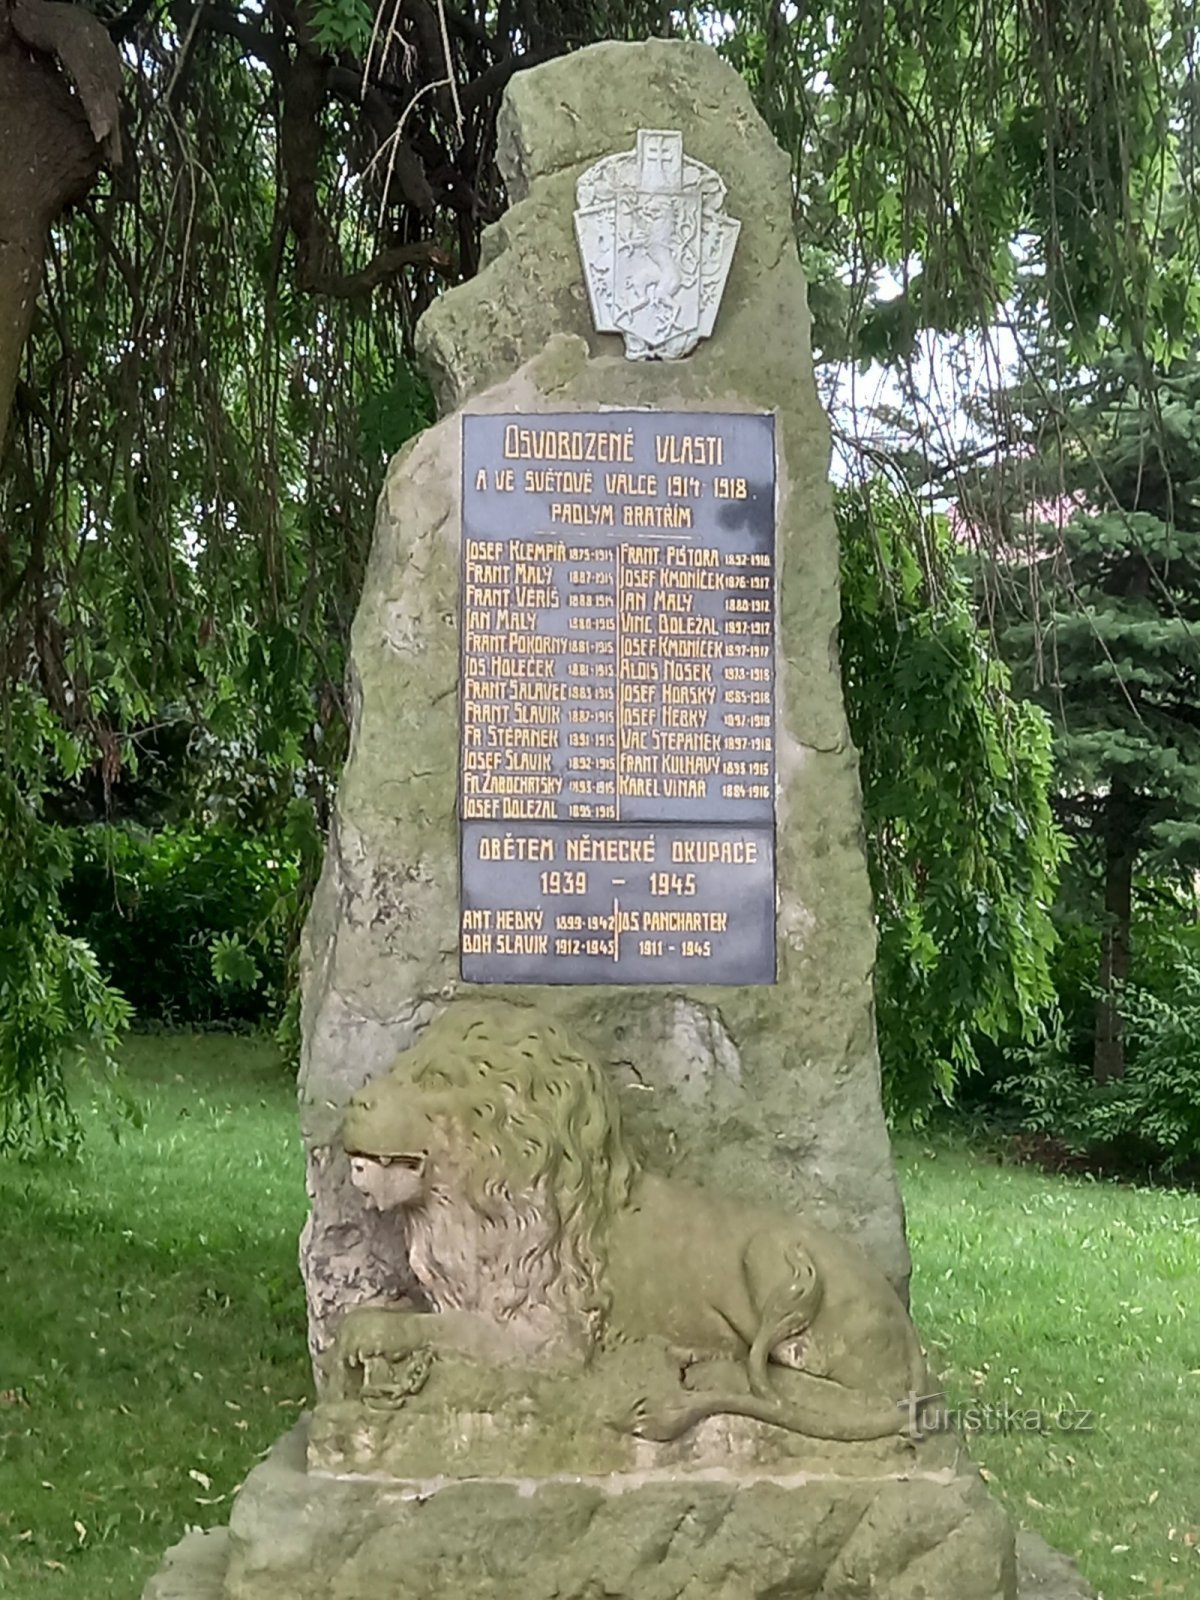 OSVOBOZENÉ VLASTI
A VE SVĚTOVÉ VÁLCE 1914-1918
PADLÝM BRATŘÍM
JOSEF KLEMPÍŘ 1875-1914
FRANT MALÝ 1887-1915
FRANT VERIŠ 1888-1914
JAN MALÝ 1880-1915
FRANT POKORNÝ 1881-1915
JOS HOLEČEK 1881-1915
FRANT SALAVEC 1883-1915
FRANT SLAVÍK 1887-1915
FR ŠTĚPÁNEK 1891-1915
JOSEF SLAVÍK 1892-1915
FR. ZÁBOCHRTSKÝ 1893-1915
JOSEF DOLEŽAL 1895-1915
FRANT PIŠTORA 1892-1918
JOSEF KMONÍČEK 1876-1917
JAN MALÝ 1880-1917
VINC DOLEŽAL 1897-1917
JOSEF KMONÍČEK 1897-1917
ALOIS NOSEK 1873-1918
JOSEF HORSKÝ 1885-1918
JOSEF HEBKÝ 1897-1918
VAC ŠTĚPÁNEK 1897-1918
FRANT KULHAVÝ 1895-1915
KAREL VINAŘ 1884-1916
OBĚTEM NĚMECKÉ OKUPACE
1939 - 1945
ANT. HEBKÝ 1899-1942
BOH SLAVÍK 1912-1945
JOS PANCHARTEK
1911 - 1945
Turistika.cz